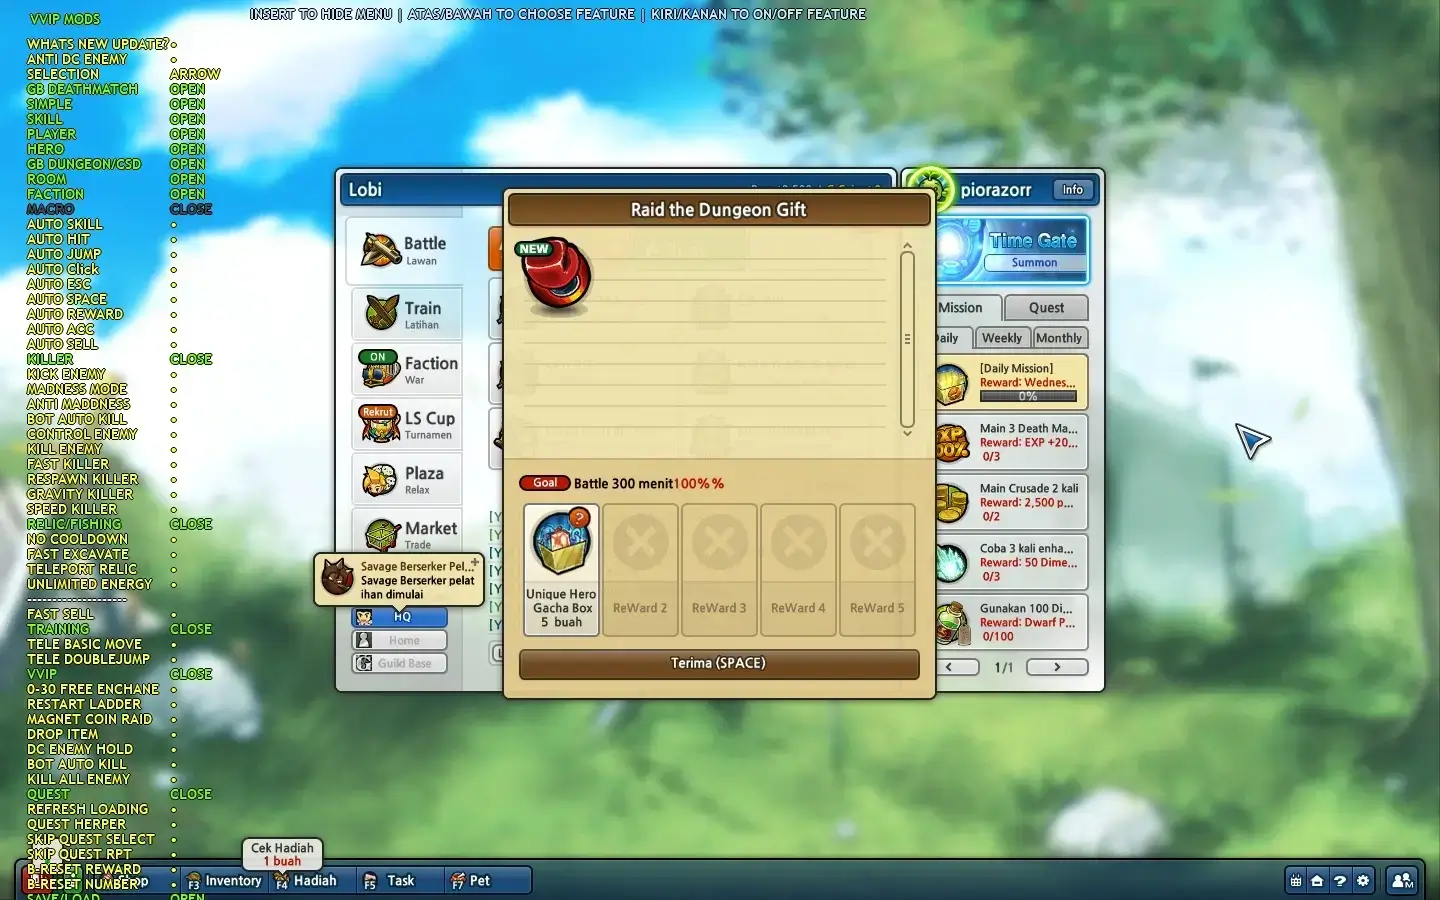 VVIP MODS
INSERT TO HIDE MENU | ATAS/BAWAH TO CHOOSE FEATURE | KIRI/KANAN TO ON/OFF FEATURE
WHATS NEW UPDATE?
ANTI DC ENEMY
SELECTION ARROW
GB DEATHMATCH OPEN
SIMPLE OPEN
SKILL OPEN
PLAYER OPEN
HERO OPEN
GB DUNGEON/CSD OPEN
ROOM OPEN
FACTION OPEN
MACRO CLOSE
AUTO SKILL
AUTO HIT
AUTO JUMP
AUTO Click
AUTO ESC
AUTO SPACE
AUTO REWARD
AUTO ACC
AUTO SELL
KILLER CLOSE
KICK ENEMY
MADNESS MODE
ANTI MADDNESS
BOT AUTO KILL
CONTROL ENEMY
KILL ENEMY
FAST KILLER
RESPAWN KILLER
GRAVITY KILLER
SPEED KILLER
RELIC/FISHING CLOSE
NO COOLDOWN
FAST EXCAVATE
TELEPORT RELIC
UNLIMITED ENERGY
--------------------
FAST SELL
TRAINING CLOSE
TELE BASIC MOVE
TELE DOUBLEJUMP
VVIP CLOSE
0-30 FREE ENCHANE
RESTART LADDER
MAGNET COIN RAID
DROP ITEM
DC ENEMY HOLD
BOT AUTO KILL
KILL ALL ENEMY
QUEST CLOSE
REFRESH LOADING
QUEST HERPER
SKIP QUEST SELECT
SKIP QUEST RPT
B-RESET REWARD
B-RESET NUMBER
SAVE/LOAD OPEN
Lobi
Battle
Lawan
Train
Latihan
ON
Faction
War
Rekrut
LS Cup
Turnamen
Plaza
Relax
Market
Trade
Savage Berserker Pel...
Savage Berserker pelat
ihan dimulai
HQ
Home
Guild Base
Raid the Dungeon Gift
NEW
Goal Battle 300 menit100%%
Unique Hero
Gacha Box
5 buah
ReWard 2
ReWard 3
ReWard 4
ReWard 5
Terima (SPACE)
piorazorr
Info
Time Gate
Summon
Mission
Quest
Weekly
Monthly
[Daily Mission]
Reward: Wednes...
0%
Main 3 Death Ma...
Reward: EXP +20...
0/3
Main Crusade 2 kali
Reward: 2,500 p...
0/2
Coba 3 kali enha...
Reward: 50 Dime...
0/3
Gunakan 100 Di...
Reward: Dwarf P...
0/100
1/1
Cek Hadiah
1 buah
F3 Inventory
F4 Hadiah
F5 Task
F7 Pet